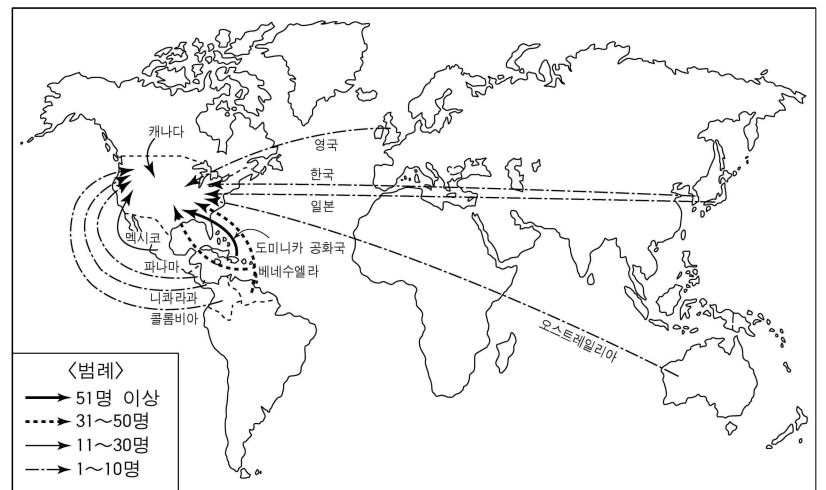 캐나다
영국
한국
일본
멕시코
도미니카 공화국
파나마
베네수엘라
니콰라과
콜롬비아
오스트레일리아
〈범례〉
51명 이상
31～50명
11～30명
1～10명